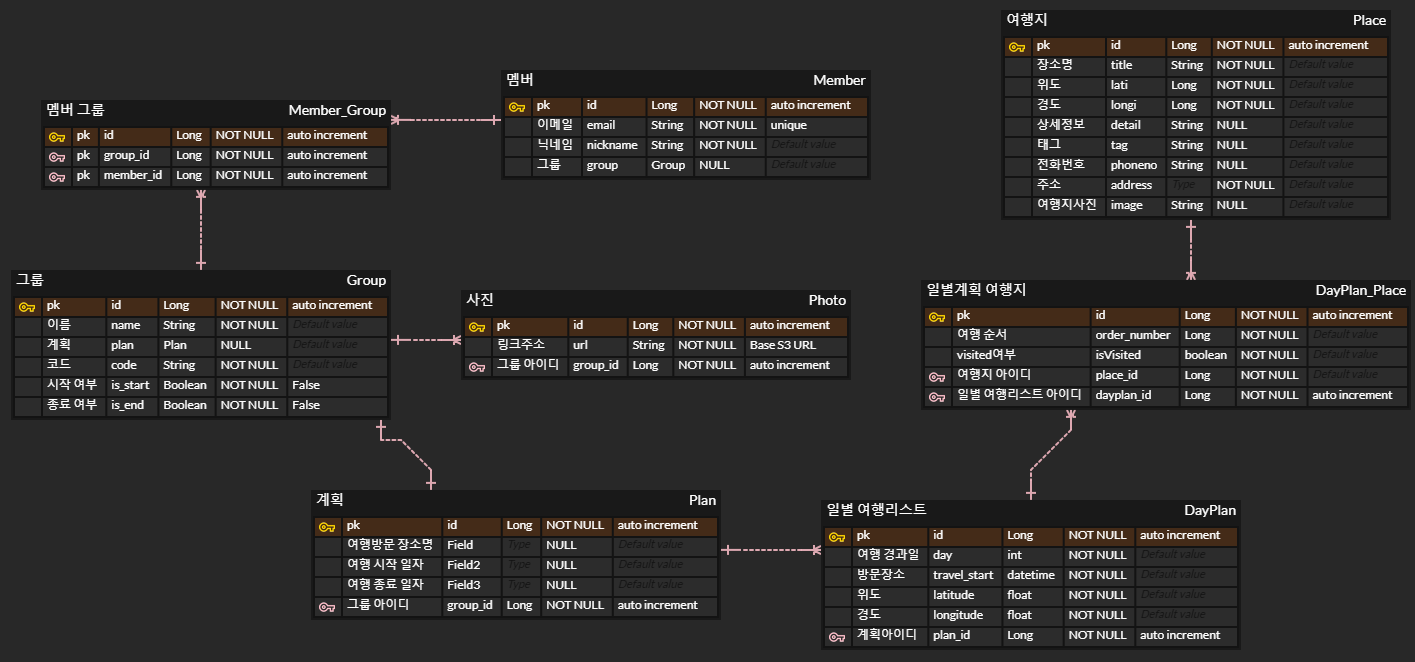 여행지 Place
pk id Long NOT NULL auto increment
장소명 title String NOT NULL Default value
위도 lati Long NOT NULL Default value
경도 longi Long NOT NULL Default value
상세정보 detail String NULL Default value
태그 tag String NULL Default value
전화번호 phoneno String NULL Default value
주소 address Type NOT NULL Default value
여행지사진 image String NULL Default value
멤버 Member
pk id Long NOT NULL auto increment
이메일 email String NOT NULL unique
닉네임 nickname String NOT NULL Default value
그룹 group Group NULL Default value
멤버 그룹 Member_Group
pk id Long NOT NULL auto increment
pk group_id Long NOT NULL auto increment
pk member_id Long NOT NULL auto increment
그룹 Group
pk id Long NOT NULL auto increment
이름 name String NOT NULL Default value
계획 plan Plan NULL Default value
코드 code String NOT NULL Default value
시작 여부 is_start Boolean NOT NULL False
종료 여부 is_end Boolean NOT NULL False
사진 Photo
pk id Long NOT NULL auto increment
링크주소 url String NOT NULL Base S3 URL
그룹 아이디 group_id Long NOT NULL auto increment
일별계획 여행지 DayPlan_Place
pk id Long NOT NULL auto increment
여행 순서 order_number Long NOT NULL Default value
visited여부 isVisited boolean NOT NULL Default value
여행지 아이디 place_id Long NOT NULL Default value
일별 여행리스트 아이디 dayplan_id Long NOT NULL auto increment
계획 Plan
pk id Long NOT NULL auto increment
여행방문 장소명 Field Type NULL Default value
여행 시작 일자 Field2 Type NULL Default value
여행 종료 일자 Field3 Type NULL Default value
그룹 아이디 group_id Long NOT NULL auto increment
일별 여행리스트 DayPlan
pk id Long NOT NULL auto increment
여행 경과일 day int NOT NULL Default value
방문장소 travel_start datetime NOT NULL Default value
위도 latitude float NOT NULL Default value
경도 longitude float NOT NULL Default value
계획아이디 plan_id Long NOT NULL auto increment